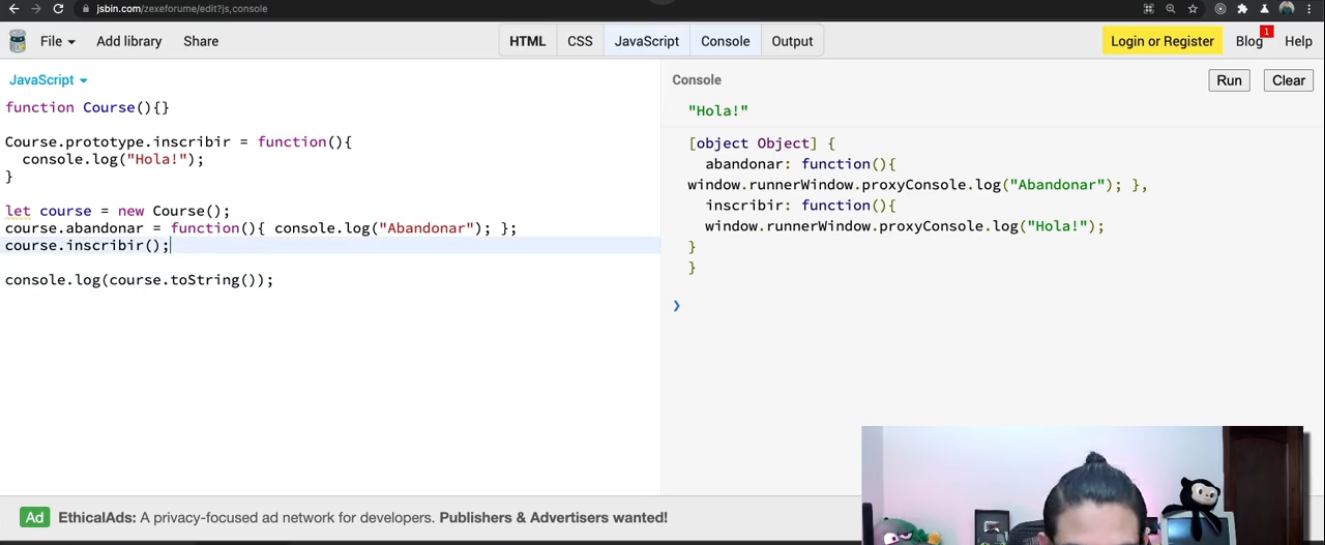 jsbin.com/zexeforume/edit?js,console
File Add library Share HTML CSS JavaScript Console Output Login or Register Blog 1 Help
JavaScript
function Course(){}
Course.prototype.inscribir = function(){
console.log("Hola!");
}
let course = new Course();
course.abandonar = function(){ console.log("Abandonar"); };
course.inscribir();
console.log(course.toString());
Console Run Clear
"Hola!"
[object Object] {
abandonar: function(){
window.runnerWindow.proxyConsole.log("Abandonar"); },
inscribir: function(){
window.runnerWindow.proxyConsole.log("Hola!");
}
}
Ad EthicalAds: A privacy-focused ad network for developers. Publishers & Advertisers wanted!